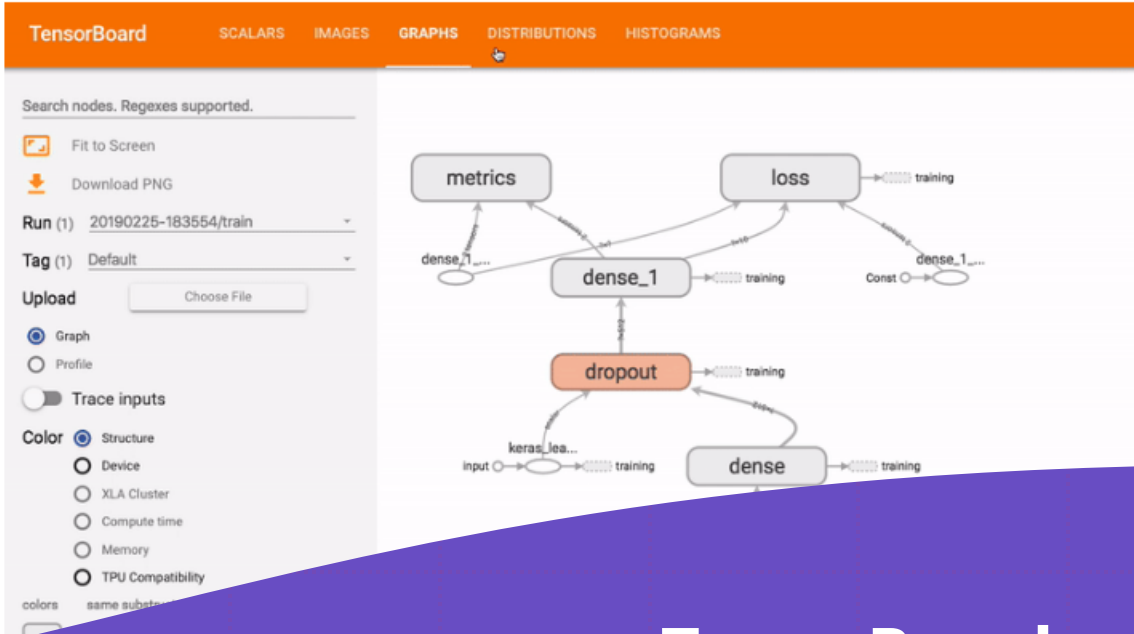 TensorBoard SCALARS IMAGES GRAPHS DISTRIBUTIONS HISTOGRAMS
Search nodes. Regexes supported.
Fit to Screen
Download PNG
Run (1) 20190225-183554/train
Tag (1) Default
Upload Choose File
Graph
Profile
Trace inputs
Color Structure
Device
XLA Cluster
Compute time
Memory
TPU Compatibility
colors same
metrics
loss training
dense_1_...
dense_1 training
Const dense_1_...
dropout training
keras_lea...
input training
dense training